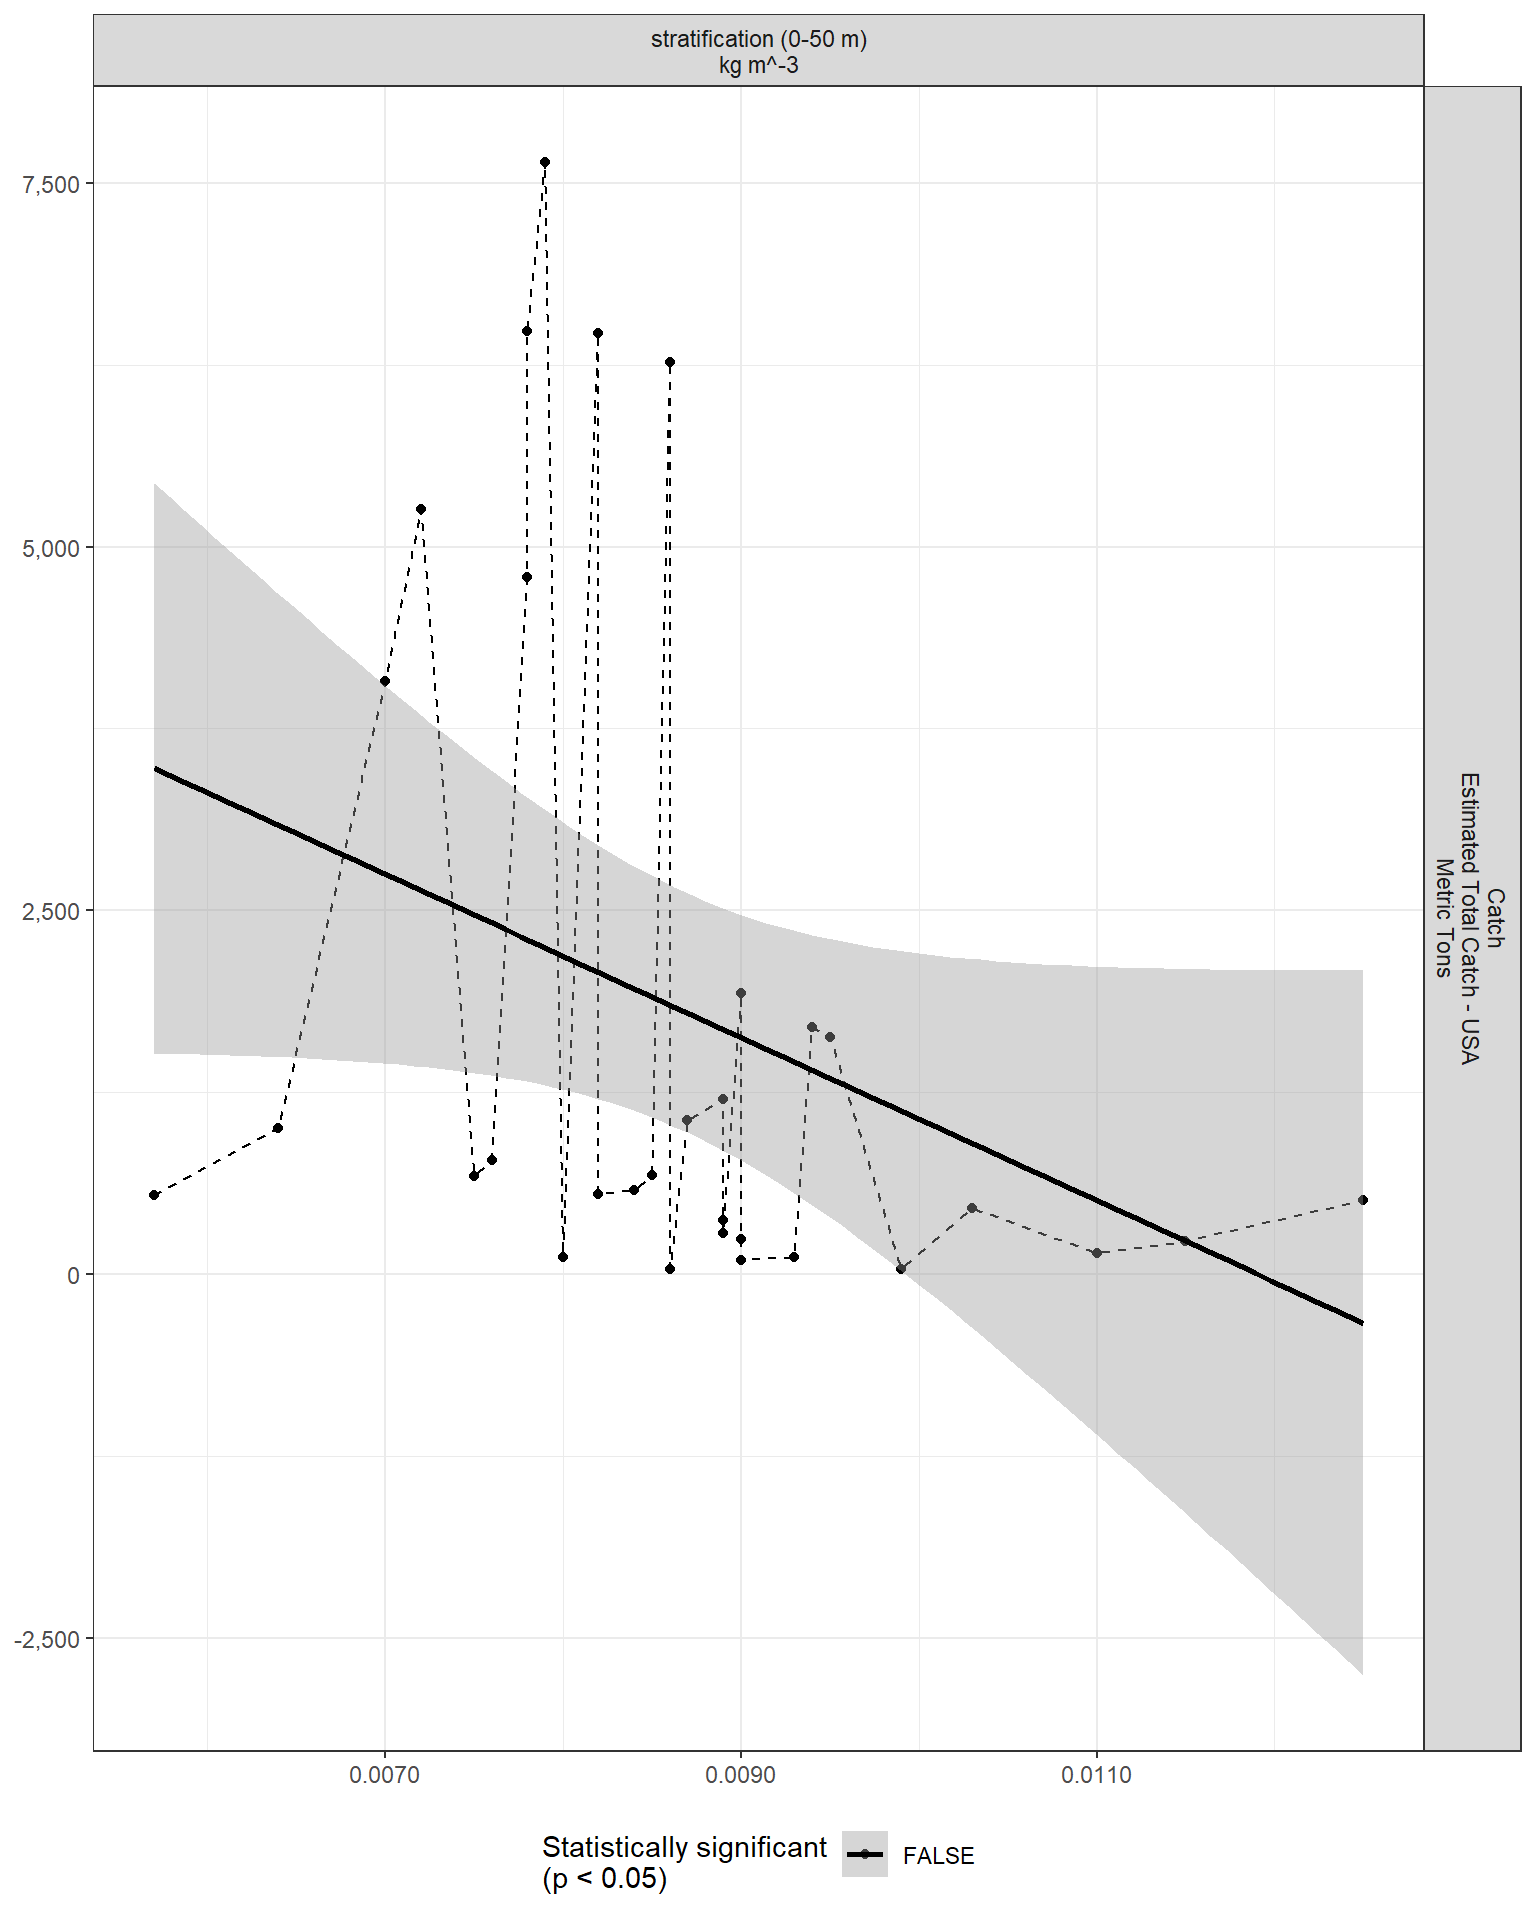 stratification (0-50 m)
kg m^-3
7,500
5,000
2,500
0
-2,500
Catch
Estimated Total Catch - USA
Metric Tons
0.0070
0.0090
0.0110
Statistically significant
(p < 0.05)
FALSE